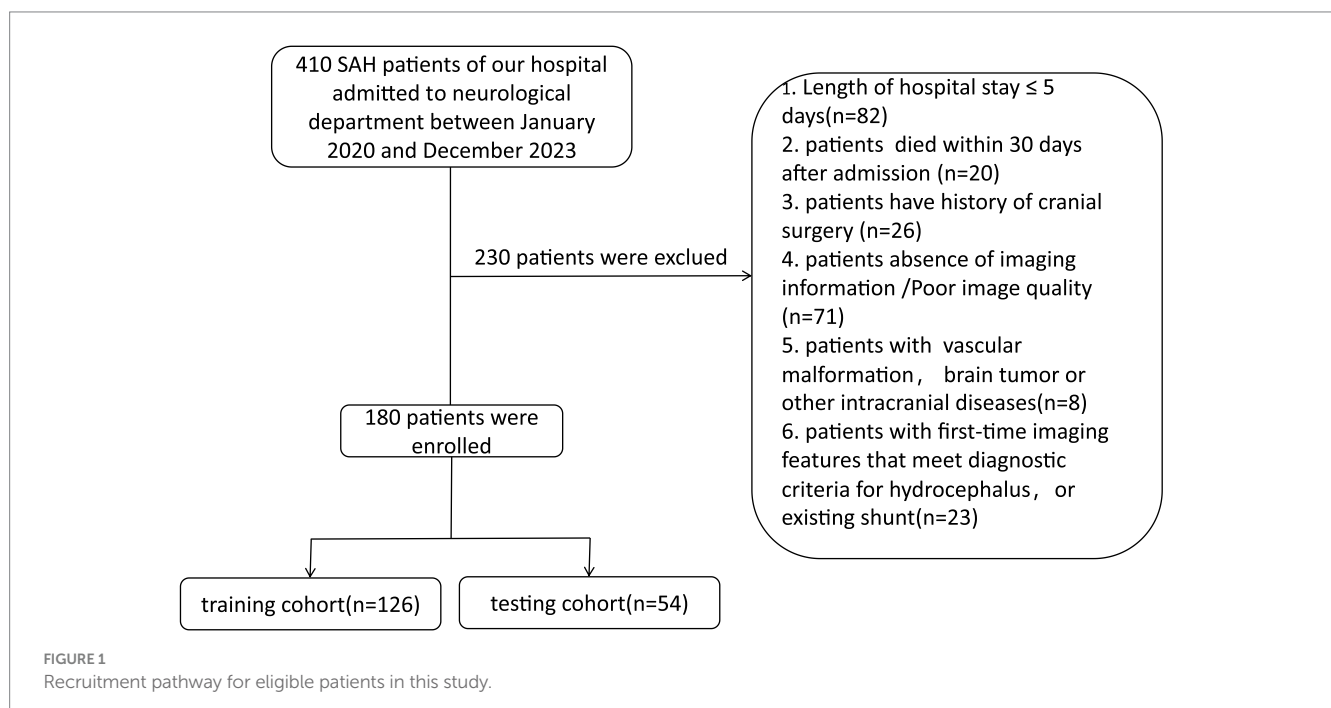 410 SAH patients of our hospital
admitted to neurological
department between January
2020 and December 2023
1. Length of hospital stay ≤ 5
days(n=82)
2. patients died within 30 days
after admission (n=20)
3. patients have history of cranial
surgery (n=26)
4. patients absence of imaging
information /Poor image quality
(n=71)
5. patients with vascular
malformation， brain tumor or
other intracranial diseases(n=8)
6. patients with first-time imaging
features that meet diagnostic
criteria for hydrocephalus，or
existing shunt(n=23)
230 patients were exclued
180 patients were
enrolled
training cohort(n=126)
testing cohort(n=54)
FIGURE 1
Recruitment pathway for eligible patients in this study.